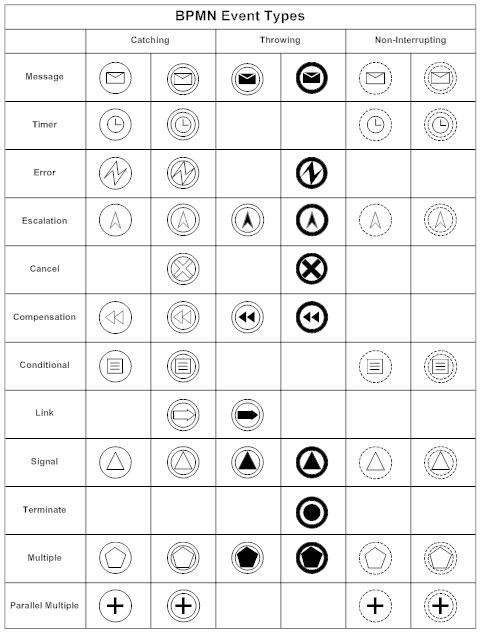 BPMN Event Types
Catching
Throwing
Non-Interrupting
Message
Timer
Error
Escalation
Cancel
Compensation
Conditional
Link
Signal
Terminate
Multiple
Parallel Multiple